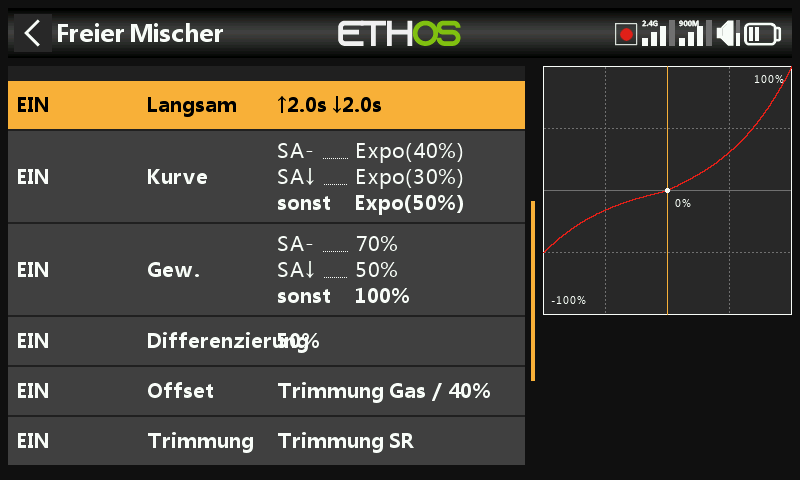 Freier Mischer
ETHOS
2.4G 900M
EIN Langsam ↑2.0s ↓2.0s
EIN Kurve
SA- Expo(40%)
SA↓ Expo(30%)
sonst Expo(50%)
EIN Gew.
SA- 70%
SA↓ 50%
sonst 100%
EIN Differenzierung 50%
EIN Offset Trimmung Gas / 40%
EIN Trimmung Trimmung SR
100%
0%
-100%